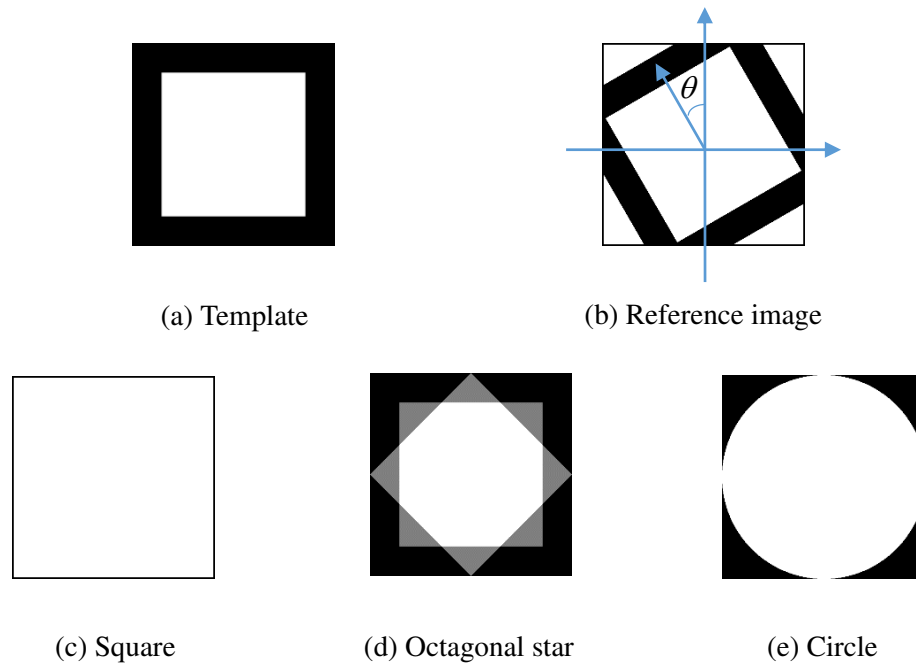 θ
(a) Template
(b) Reference image
(c) Square
(d) Octagonal star
(e) Circle